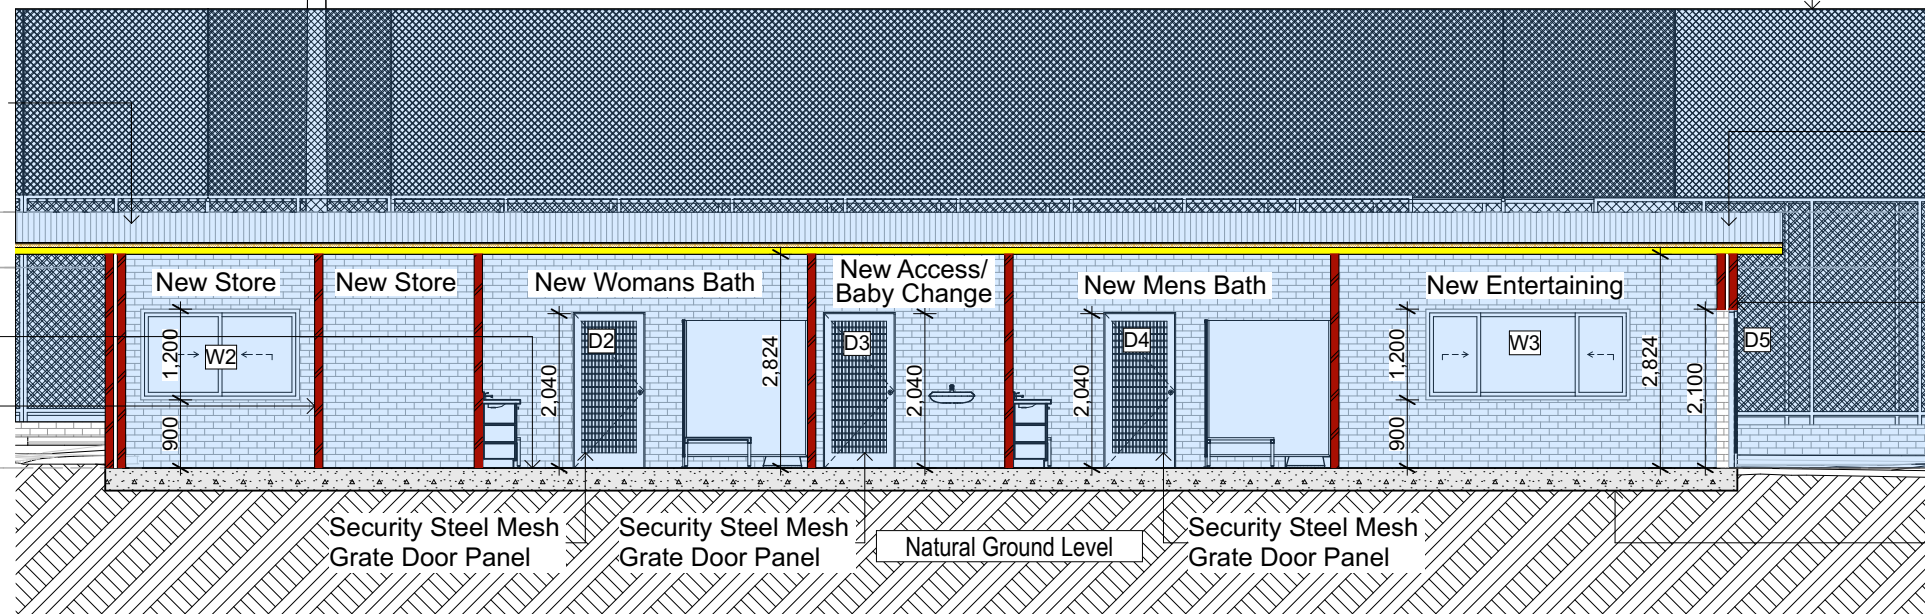 New Store
New Store
New Womans Bath
New Access/
Baby Change
New Mens Bath
New Entertaining
1,200
W2
900
2,040
D2
2,824
D3
2,040
2,040
D4
1,200
900
W3
2,824
2,100
D5
Security Steel Mesh
Grate Door Panel
Security Steel Mesh
Grate Door Panel
Natural Ground Level
Security Steel Mesh
Grate Door Panel